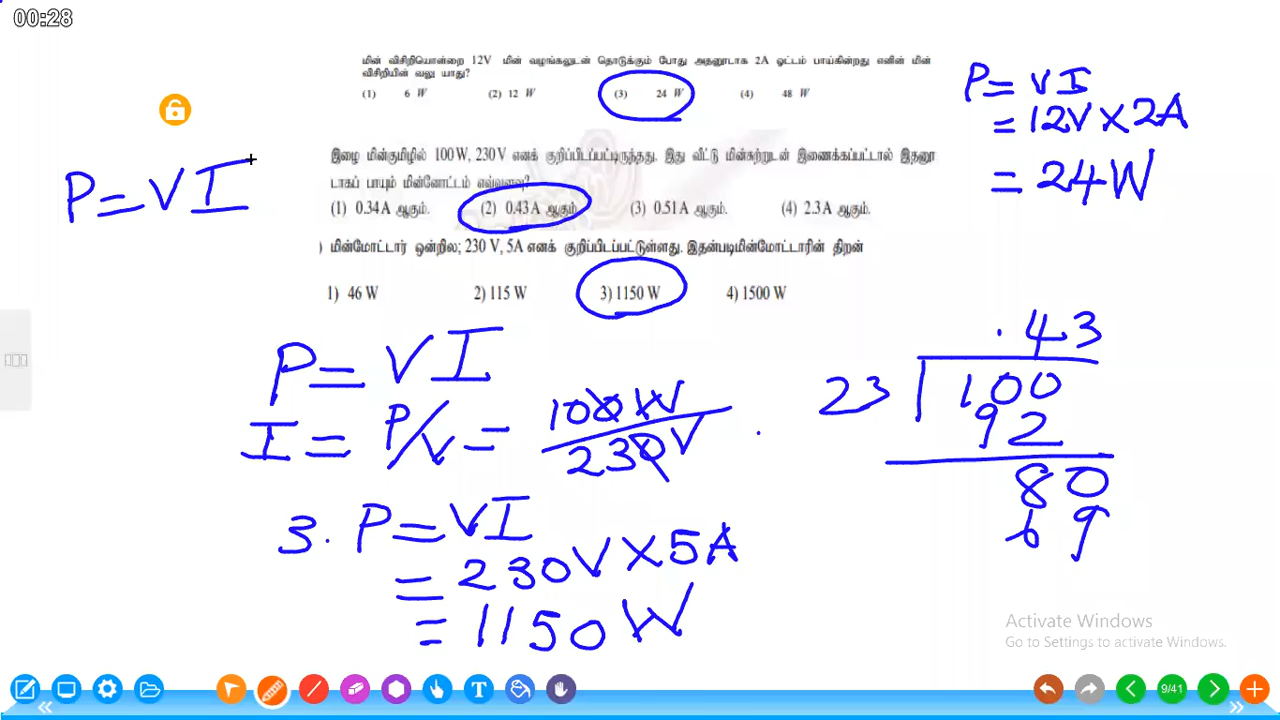 00:28
மின் விசிறியொன்றை 12V மின் வழங்கலுடன் தொடுக்கும் போது அதனூடாக 2A ஓட்டம் பாய்கின்றது எனின் மின்
விசிறியின் வலு யாது?
(1) 6 W (2) 12 W (3) 24 W (4) 48 W
P = VI
= 12V × 2A
= 24W
P = VI
இழை மின்குமிழில் 100 W, 230 V எனக் குறிப்பிடப்பட்டிருந்தது. இது வீட்டு மின்சுற்றுடன் இணைக்கப்பட்டால் இதனூ
டாகப் பாயும் மின்னோட்டம் எவ்வளவு?
(1) 0.34 A ஆகும். (2) 0.43 A ஆகும் (3) 0.51 A ஆகும். (4) 2.3 A ஆகும்.
) மின்மோட்டார் ஒன்றில; 230 V, 5A எனக் குறிபிடபட்டுள்ளது. இதன்படிமின்மோட்டாரின் திறன்
1) 46 W 2) 115 W 3) 1150 W 4) 1500 W
P = VI
I = P/V = 100 W
230 V
.43
23 100
92
80
69
3. P = VI
= 230V × 5A
= 1150 W
Activate Windows
Go to Settings to activate Windows.
9/41